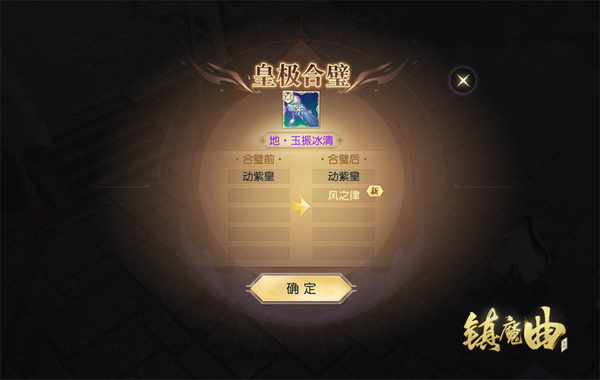 皇极合璧
地·玉振冰清
·合璧前· ·合璧后·
动紫皇 动紫皇
风之律 新
确定
镇魔曲